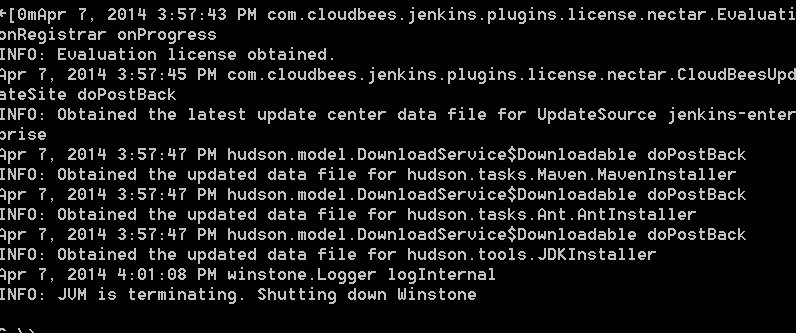 ←[0mApr 7, 2014 3:57:43 PM com.cloudbees.jenkins.plugins.license.nectar.Evaluati
onRegistrar onProgress
INFO: Evaluation license obtained.
Apr 7, 2014 3:57:45 PM com.cloudbees.jenkins.plugins.license.nectar.CloudBeesUpd
ateSite doPostBack
INFO: Obtained the latest update center data file for UpdateSource jenkins-enter
prise
Apr 7, 2014 3:57:47 PM hudson.model.DownloadService$Downloadable doPostBack
INFO: Obtained the updated data file for hudson.tasks.Maven.MavenInstaller
Apr 7, 2014 3:57:47 PM hudson.model.DownloadService$Downloadable doPostBack
INFO: Obtained the updated data file for hudson.tasks.Ant.AntInstaller
Apr 7, 2014 3:57:47 PM hudson.model.DownloadService$Downloadable doPostBack
INFO: Obtained the updated data file for hudson.tools.JDKInstaller
Apr 7, 2014 4:01:08 PM winstone.Logger logInternal
INFO: JVM is terminating. Shutting down Winstone